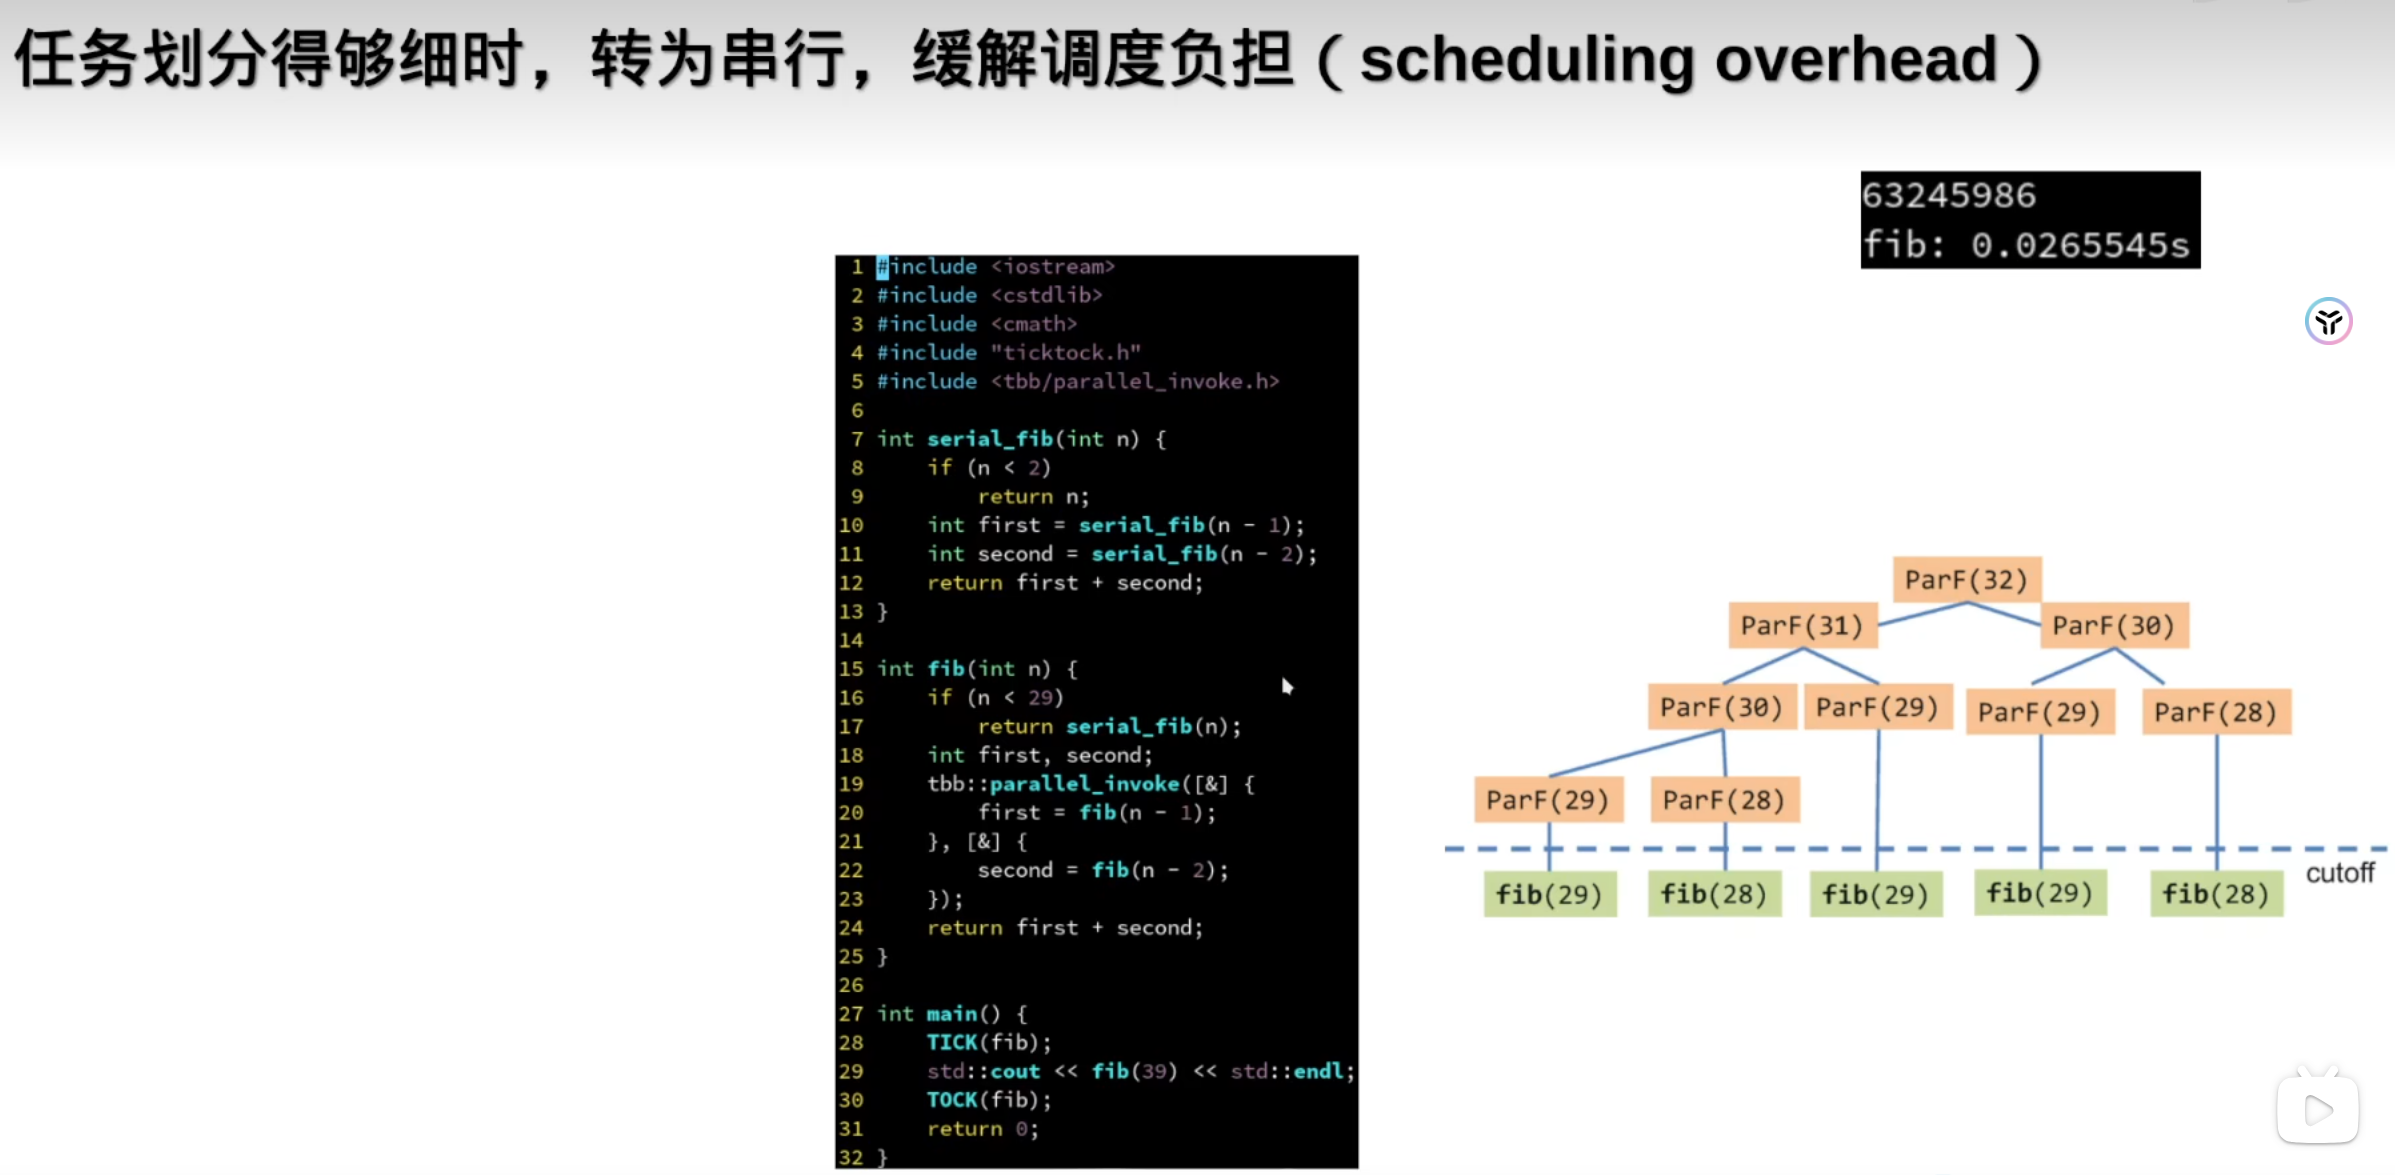 任务划分得够细时，转为串行，缓解调度负担（scheduling overhead）
63245986
fib: 0.0265545s
1 #include <iostream>
2 #include <cstdlib>
3 #include <cmath>
4 #include "ticktock.h"
5 #include <tbb/parallel_invoke.h>
6
7 int serial_fib(int n) {
8     if (n < 2)
9         return n;
10     int first = serial_fib(n - 1);
11     int second = serial_fib(n - 2);
12     return first + second;
13 }
14
15 int fib(int n) {
16     if (n < 29)
17         return serial_fib(n);
18     int first, second;
19     tbb::parallel_invoke([&] {
20         first = fib(n - 1);
21     }, [&] {
22         second = fib(n - 2);
23     });
24     return first + second;
25 }
26
27 int main() {
28     TICK(fib);
29     std::cout << fib(39) << std::endl;
30     TOCK(fib);
31     return 0;
32 }
ParF(32)
ParF(31) ParF(30)
ParF(30) ParF(29) ParF(29) ParF(28)
ParF(29) ParF(28)
cutoff
fib(29) fib(28) fib(29) fib(29) fib(28)